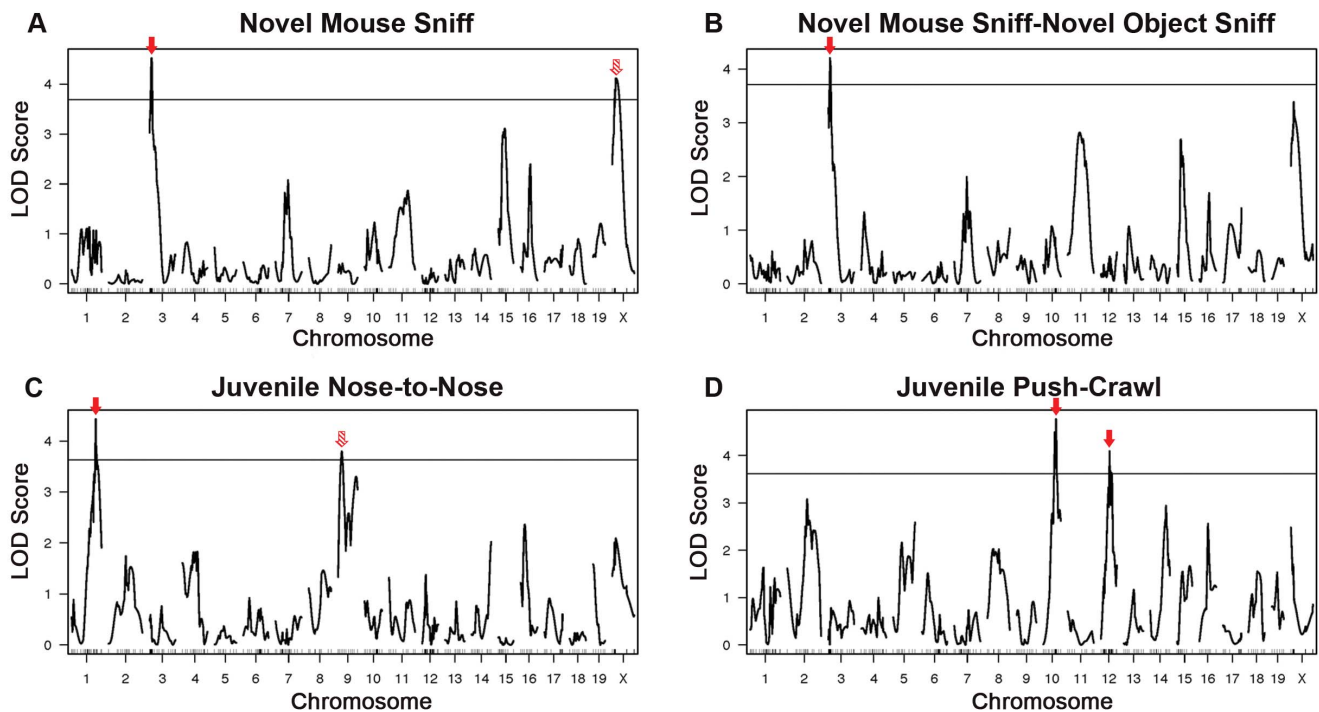 A Novel Mouse Sniff
LOD Score
4
3
2
1
0
1 2 3 4 5 6 7 8 9 10 11 12 13 14 15 16 17 18 19 X
Chromosome
B Novel Mouse Sniff-Novel Object Sniff
LOD Score
4
3
2
1
0
1 2 3 4 5 6 7 8 9 10 11 12 13 14 15 16 17 18 19 X
Chromosome
C Juvenile Nose-to-Nose
LOD Score
4
3
2
1
0
1 2 3 4 5 6 7 8 9 10 11 12 13 14 15 16 17 18 19 X
Chromosome
D Juvenile Push-Crawl
LOD Score
4
3
2
1
0
1 2 3 4 5 6 7 8 9 10 11 12 13 14 15 16 17 18 19 X
Chromosome